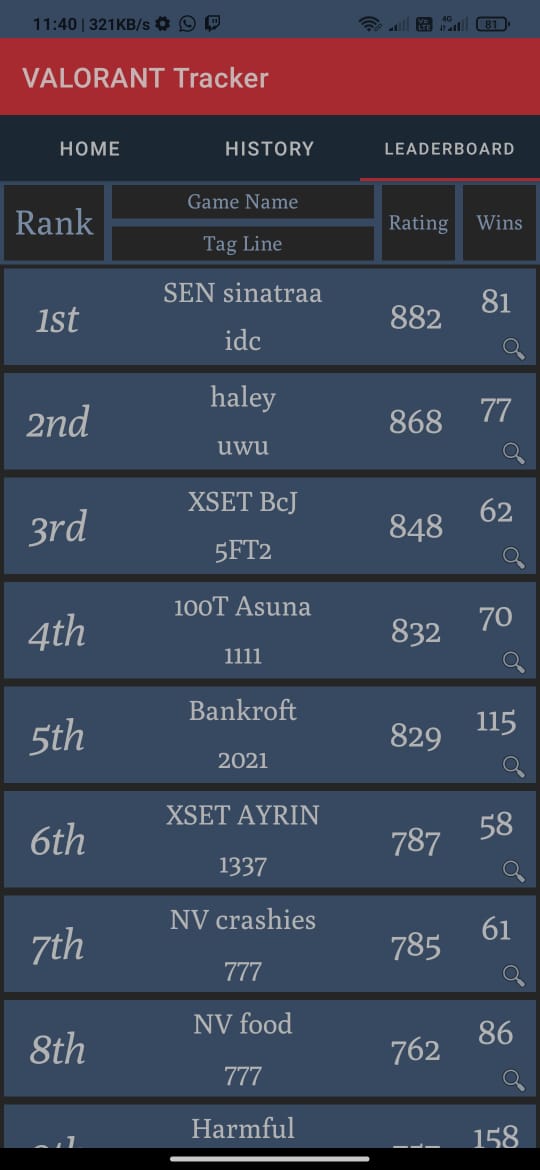 11:40 | 321KB/s
4G
81
VALORANT Tracker
HOME HISTORY LEADERBOARD
Rank
Game Name
Tag Line
Rating
Wins
1st
SEN sinatraa
idc
882
81
2nd
haley
uwu
868
77
3rd
XSET BcJ
5FT2
848
62
4th
100T Asuna
1111
832
70
5th
Bankroft
2021
829
115
6th
XSET AYRIN
1337
787
58
7th
NV crashies
777
785
61
8th
NV food
777
762
86
Harmful
158